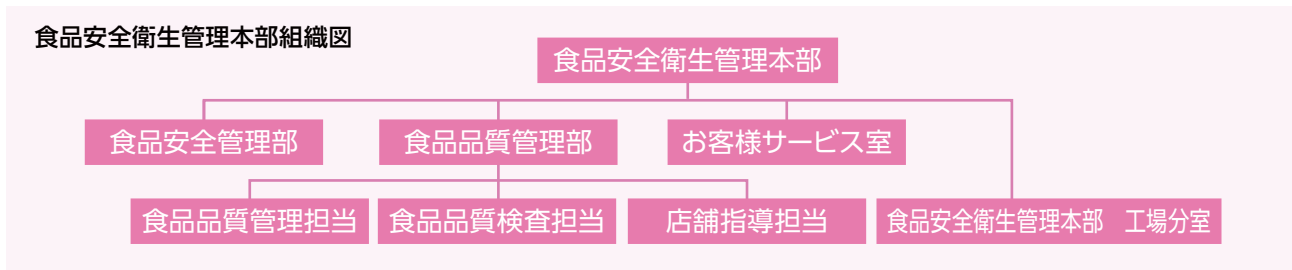 食品安全衛生管理本部組織図
食品安全衛生管理本部
食品安全管理部
食品品質管理部
お客様サービス室
食品品質管理担当
食品品質検査担当
店舗指導担当
食品安全衛生管理本部　工場分室